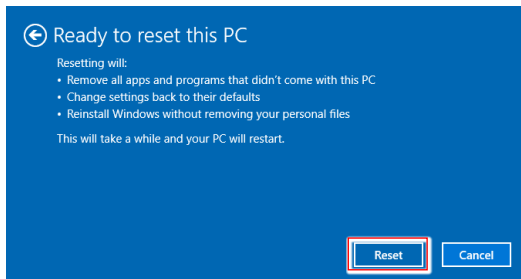 Ready to reset this PC
Resetting will:
• Remove all apps and programs that didn't come with this PC
• Change settings back to their defaults
• Reinstall Windows without removing your personal files
This will take a while and your PC will restart.
Reset
Cancel